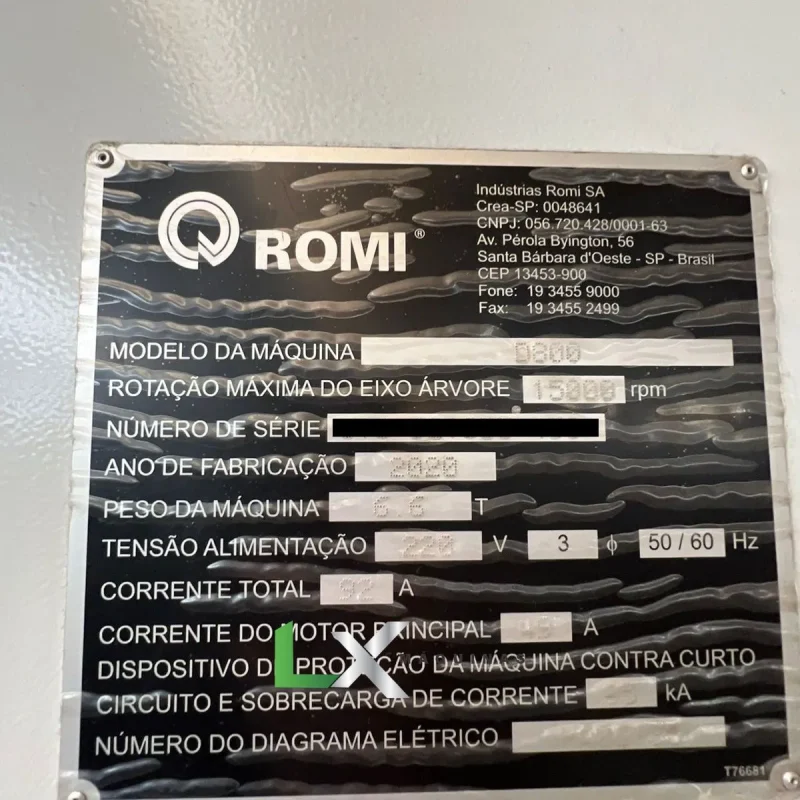 ROMI®
Indústrias Romi SA
Crea-SP: 0048641
CNPJ: 056.720.428/0001-63
Av. Pérola Byington, 56
Santa Bárbara d'Oeste - SP - Brasil
CEP 13453-900
Fone: 19 3455 9000
Fax: 19 3455 2499
MODELO DA MÁQUINA D800
ROTAÇÃO MÁXIMA DO EIXO ÁRVORE 15000 rpm
NÚMERO DE SÉRIE
ANO DE FABRICAÇÃO 2020
PESO DA MÁQUINA 6.6 T
TENSÃO ALIMENTAÇÃO 220 V 3 ϕ 50 / 60 Hz
CORRENTE TOTAL 92 A
CORRENTE DO MOTOR PRINCIPAL A
DISPOSITIVO DE PROTEÇÃO DA MÁQUINA CONTRA CURTO
CIRCUITO E SOBRECARGA DE CORRENTE kA
NÚMERO DO DIAGRAMA ELÉTRICO
LX
T76681